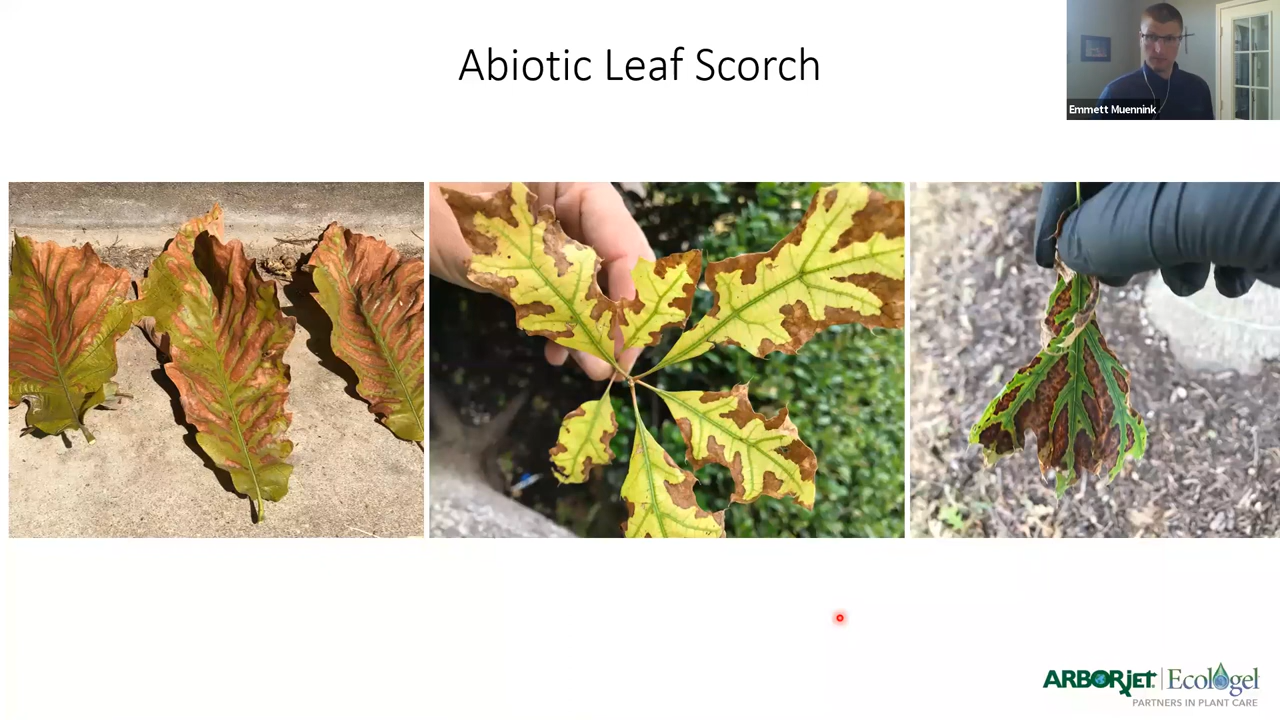 Abiotic Leaf Scorch
Emmett Muennink
ARBORjET | Ecologel
PARTNERS IN PLANT CARE